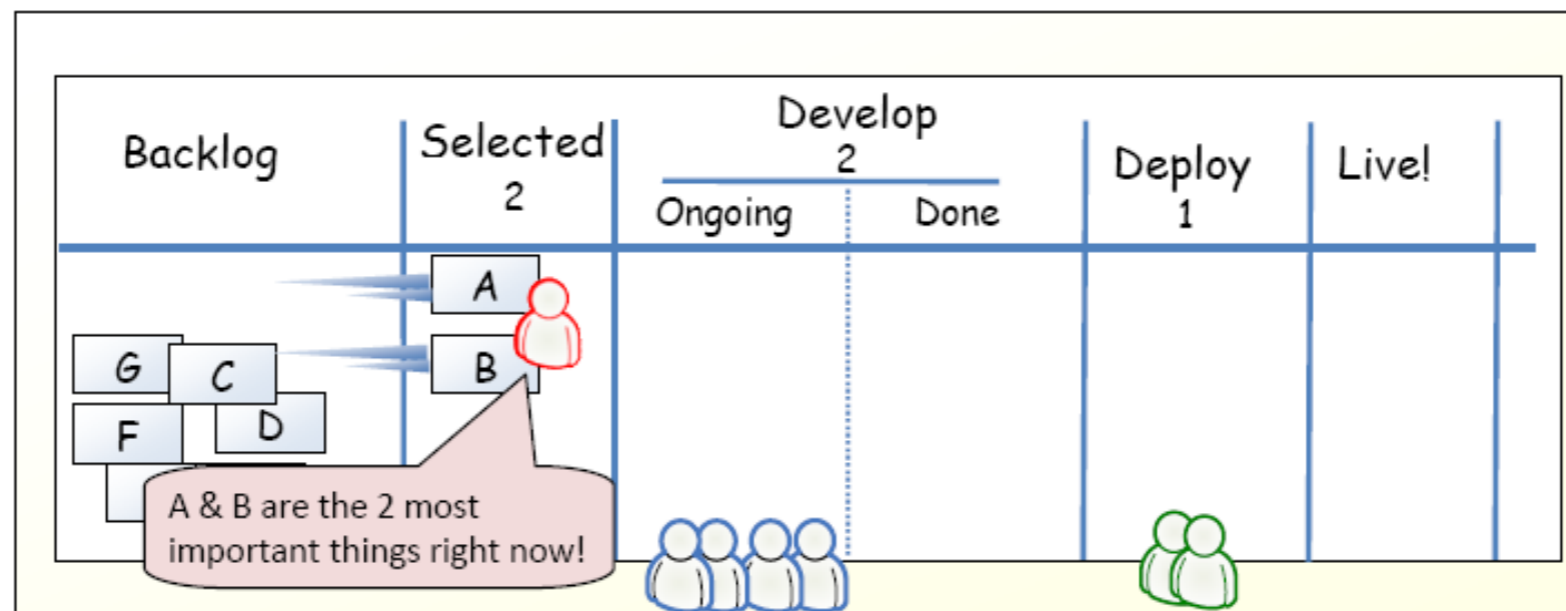 Backlog
Selected
2
Develop
2
Ongoing
Done
Deploy
1
Live!
A
B
G
C
F
D
A & B are the 2 most
important things right now!